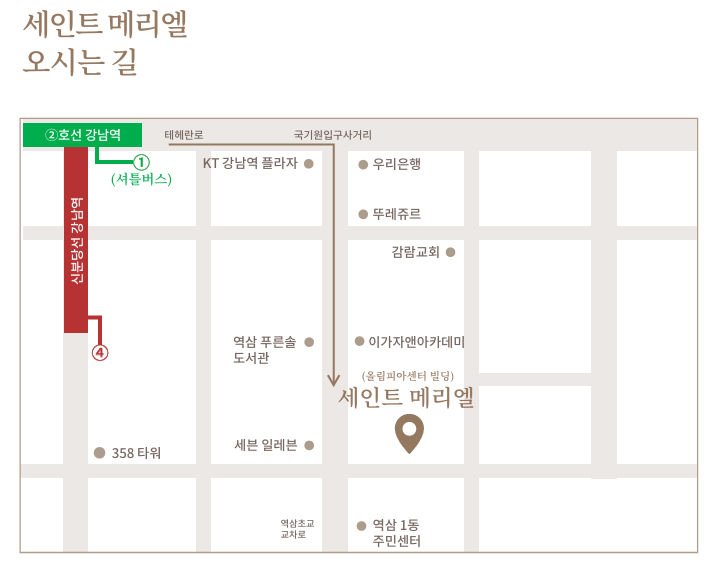 세인트 메리엘
오시는 길
②호선 강남역
테헤란로
국기원입구사거리
①
(셔틀버스)
KT 강남역 플라자
우리은행
뚜레쥬르
신분당선 강남역
감람교회
역삼 푸른솔
도서관
이가자앤아카데미
④
(올림피아센터 빌딩)
세인트 메리엘
358 타워
세븐 일레븐
역삼초교
교차로
역삼 1동
주민센터